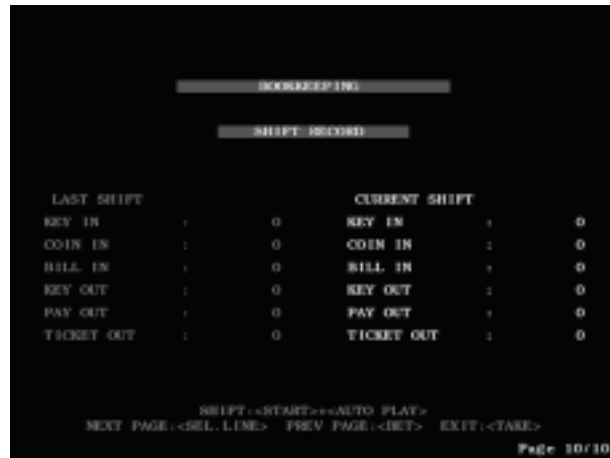 BOOKKEEPING
SHIFT RECORD
LAST SHIFT CURRENT SHIFT
KEY IN : 0 KEY IN : 0
COIN IN : 0 COIN IN : 0
BILL IN : 0 BILL IN : 0
KEY OUT : 0 KEY OUT : 0
PAY OUT : 0 PAY OUT : 0
TICKET OUT : 0 TICKET OUT : 0
SHIFT:<START>+<AUTO PLAY>
NEXT PAGE:<SEL.LINE> PREV PAGE:<BET> EXIT:<TAKE>
Page 10/10